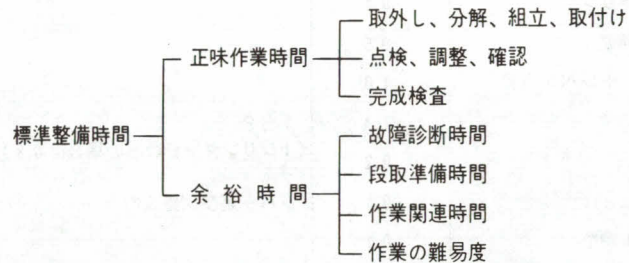 標準整備時間
正味作業時間
取外し、分解、組立、取付け
点検、調整、確認
完成検査
余裕時間
故障診断時間
段取準備時間
作業関連時間
作業の難易度